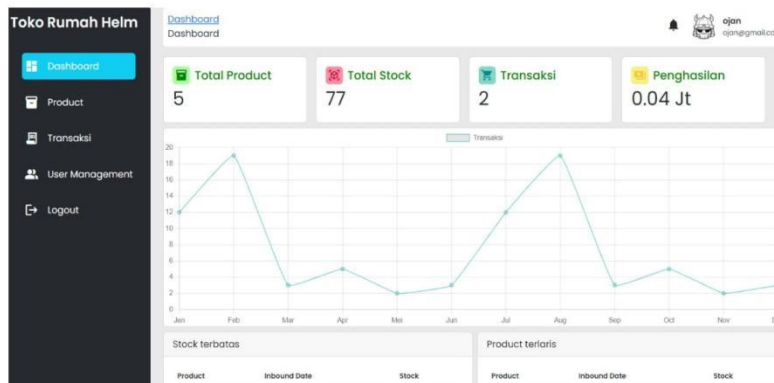 Toko Rumah Helm
Dashboard
Product
Transaksi
User Management
Logout
Dashboard
Dashboard
ojan
ojan@gmail.co
Total Product
5
Total Stock
77
Transaksi
2
Penghasilan
0.04 Jt
Transaksi
20
18
16
14
12
10
8
6
4
2
0
Jan Feb Mar Apr Mei Jun Jul Aug Sep Oct Nov
Stock terbatas
Product Inbound Date Stock
Product terlaris
Product Inbound Date Stock